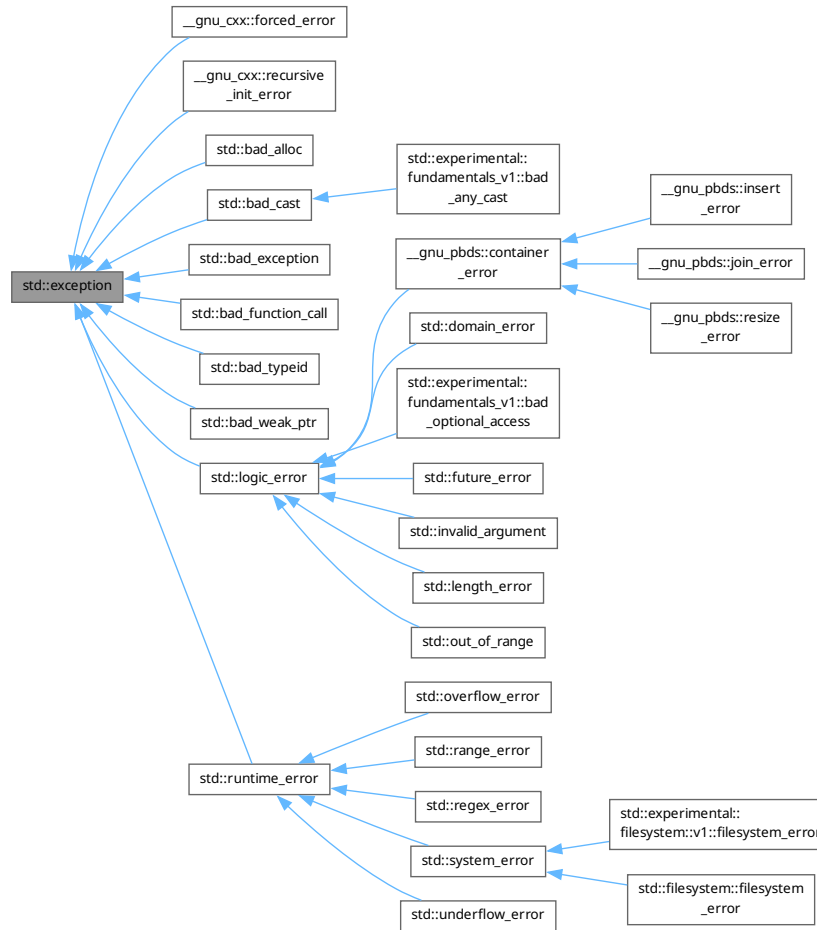 __gnu_cxx::forced_error
__gnu_cxx::recursive
_init_error
std::bad_alloc
std::bad_cast
std::bad_exception
std::exception
std::bad_function_call
std::bad_typeid
std::bad_weak_ptr
std::logic_error
std::runtime_error
std::experimental::
fundamentals_v1::bad
_any_cast
__gnu_pbds::container
_error
std::domain_error
std::experimental::
fundamentals_v1::bad
_optional_access
std::future_error
std::invalid_argument
std::length_error
std::out_of_range
std::overflow_error
std::range_error
std::regex_error
std::system_error
std::underflow_error
__gnu_pbds::insert
_error
__gnu_pbds::join_error
__gnu_pbds::resize
_error
std::experimental::
filesystem::v1::filesystem_error
std::filesystem::filesystem
_error